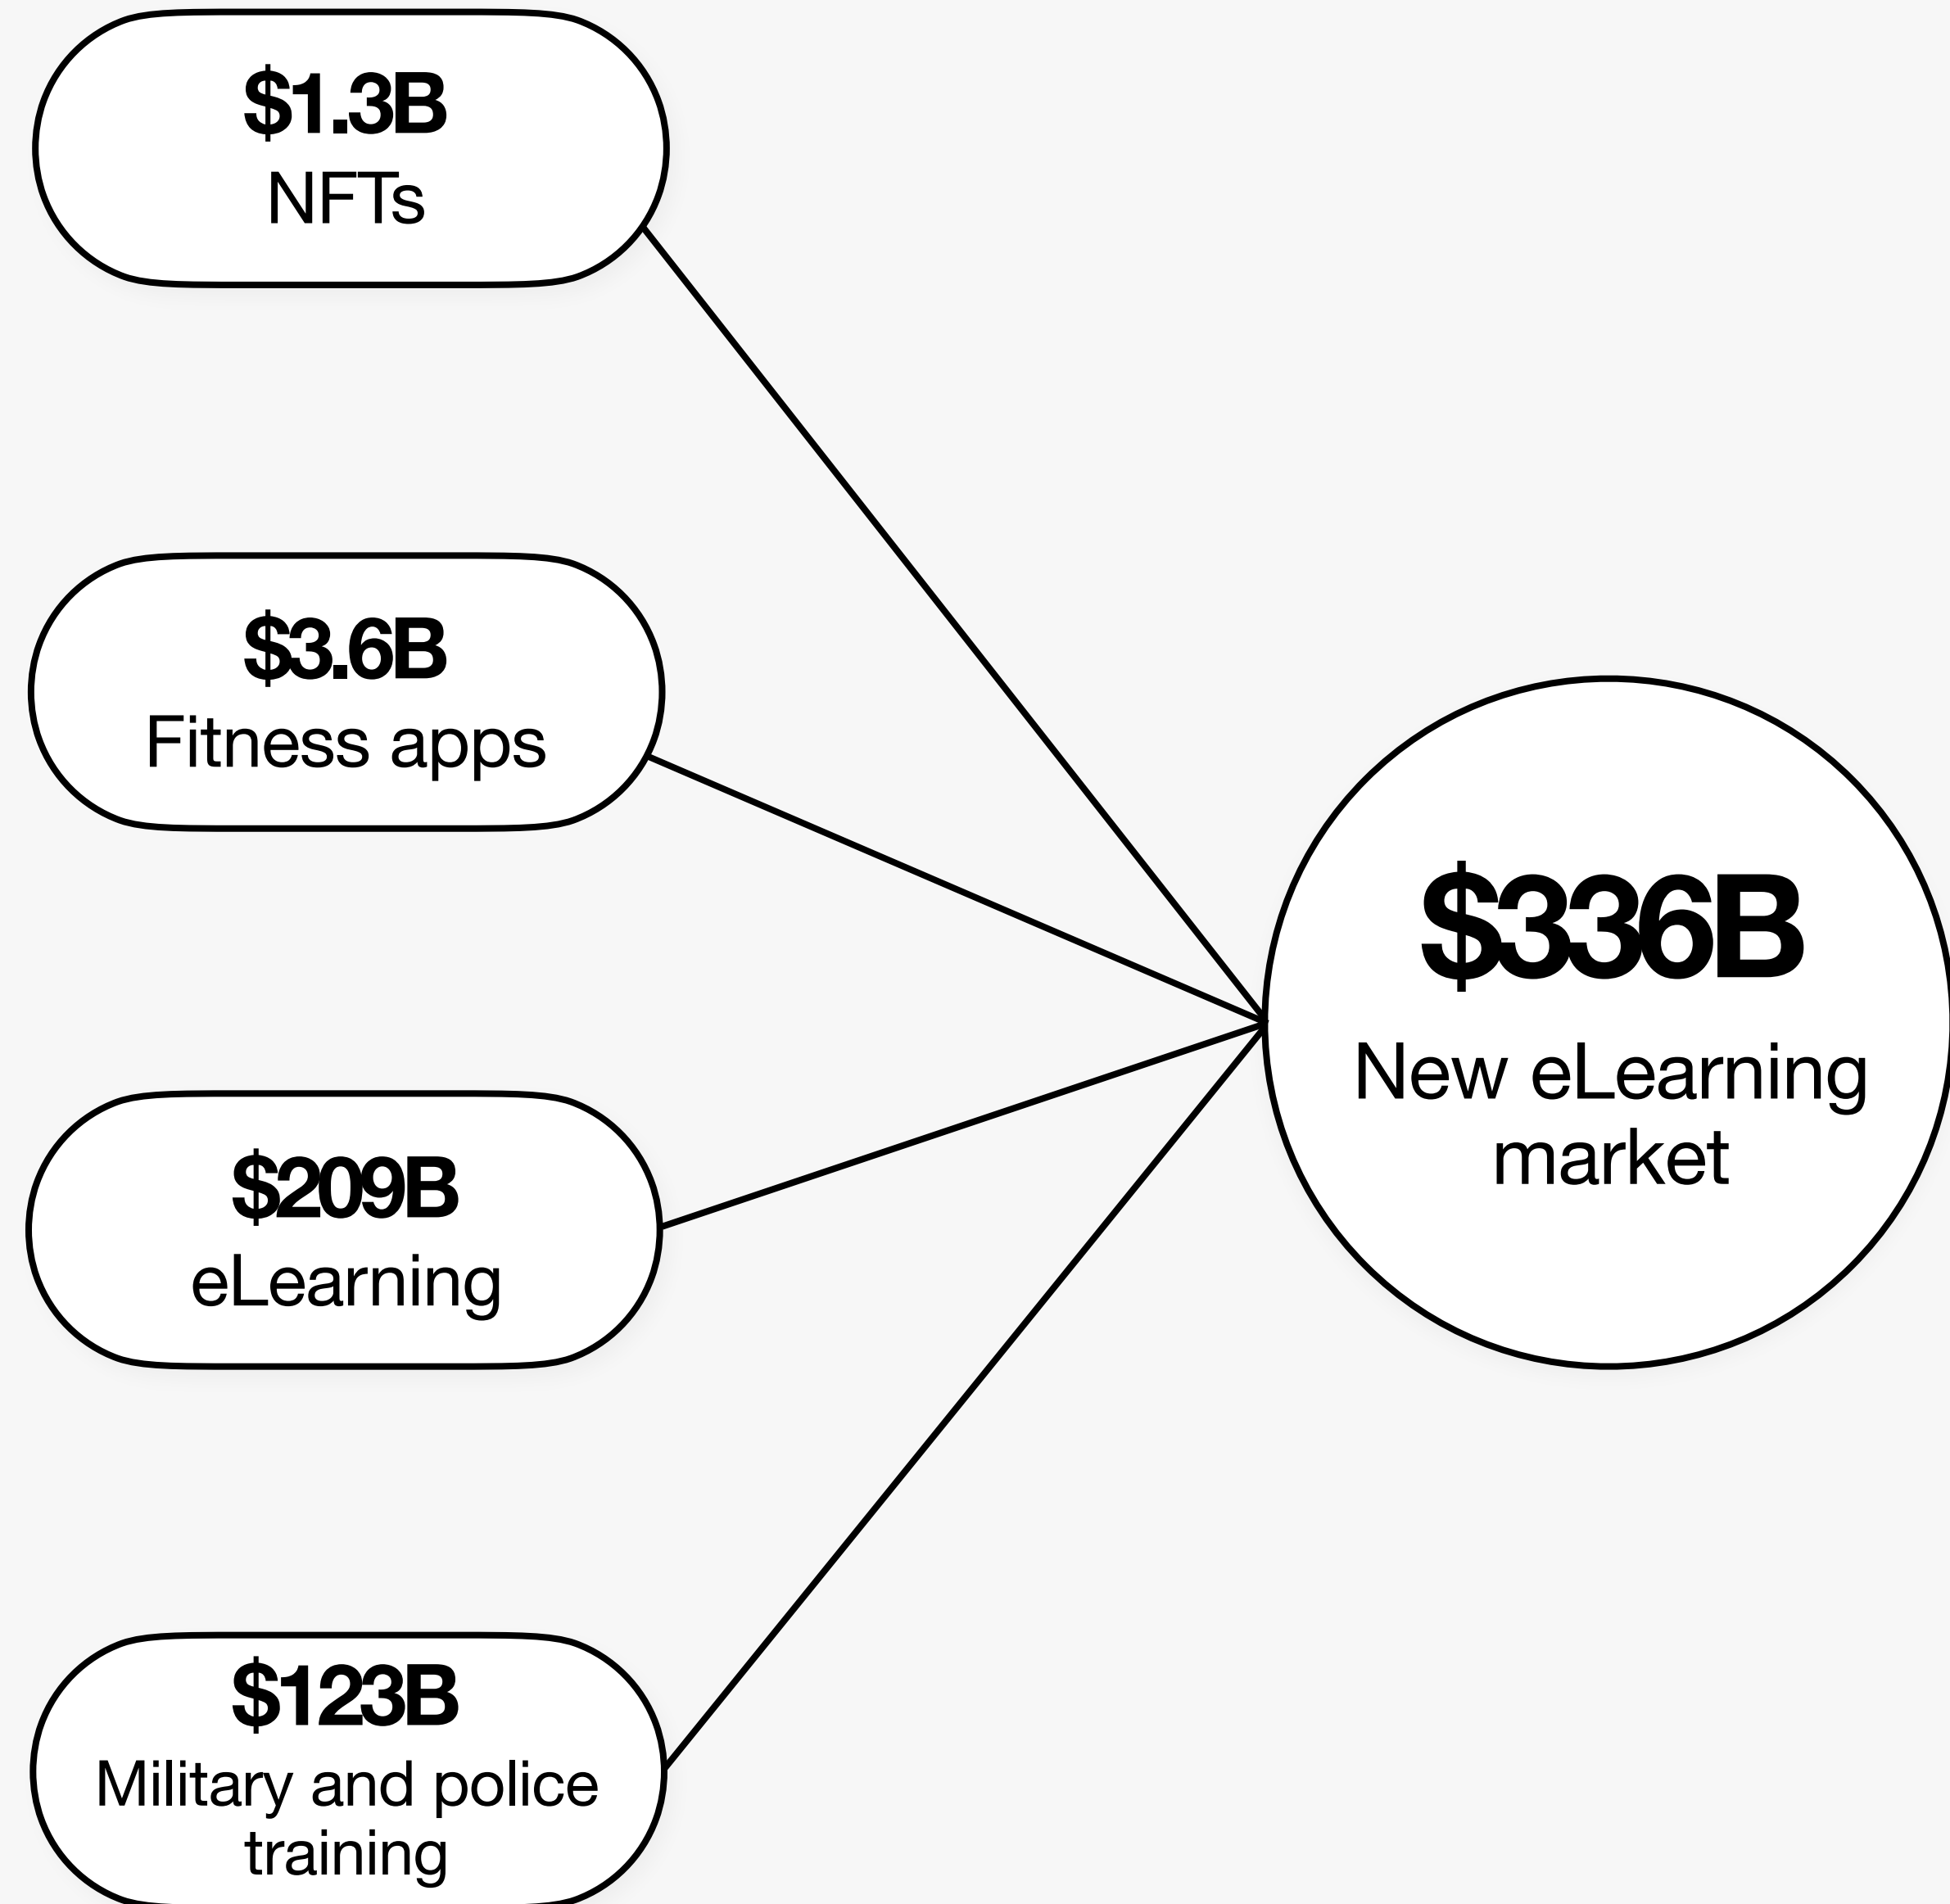 $1.3B
NFTs
$3.6B
Fitness apps
$209B
eLearning
$123B
Military and police
training
$336B
New eLearning
market